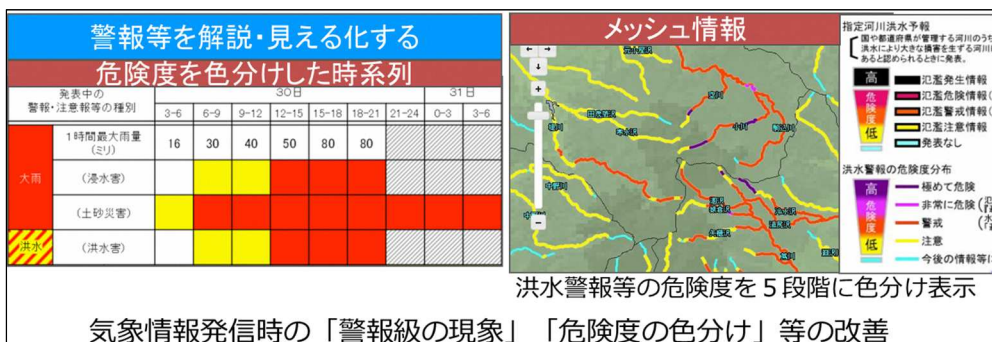 警報等を解説・見える化する
危険度を色分けした時系列
発表中の
警報・注意報等の種別
30日
31日
3-6 6-9 9-12 12-15 15-18 18-21 21-24 0-3 3-6
大雨
1時間最大雨量
(ミリ)
16 30 40 50 80 80
(浸水害)
(土砂災害)
洪水
(洪水害)
メッシュ情報
中野川
指定河川洪水予報
国や都道府県が管理する河川のうち
洪水により大きな損害を生ずる河川
あると認められるときに発表。
高
危険度
低
氾濫発生情報
氾濫危険情報(
氾濫警戒情報(
氾濫注意情報
発表なし
洪水警報の危険度分布
高
危険度
低
極めて危険
非常に危険
警戒
注意
今後の情報等に
洪水警報等の危険度を5段階に色分け表示
気象情報発信時の「警報級の現象」「危険度の色分け」等の改善